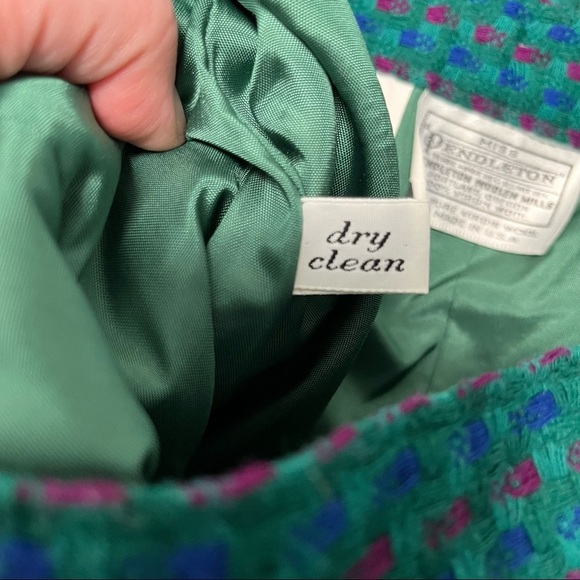 dry
clean
MISS
PENDLETON
PENDLETON WOOLEN MILLS
PURE VIRGIN WOOL
MADE IN U.S.A.